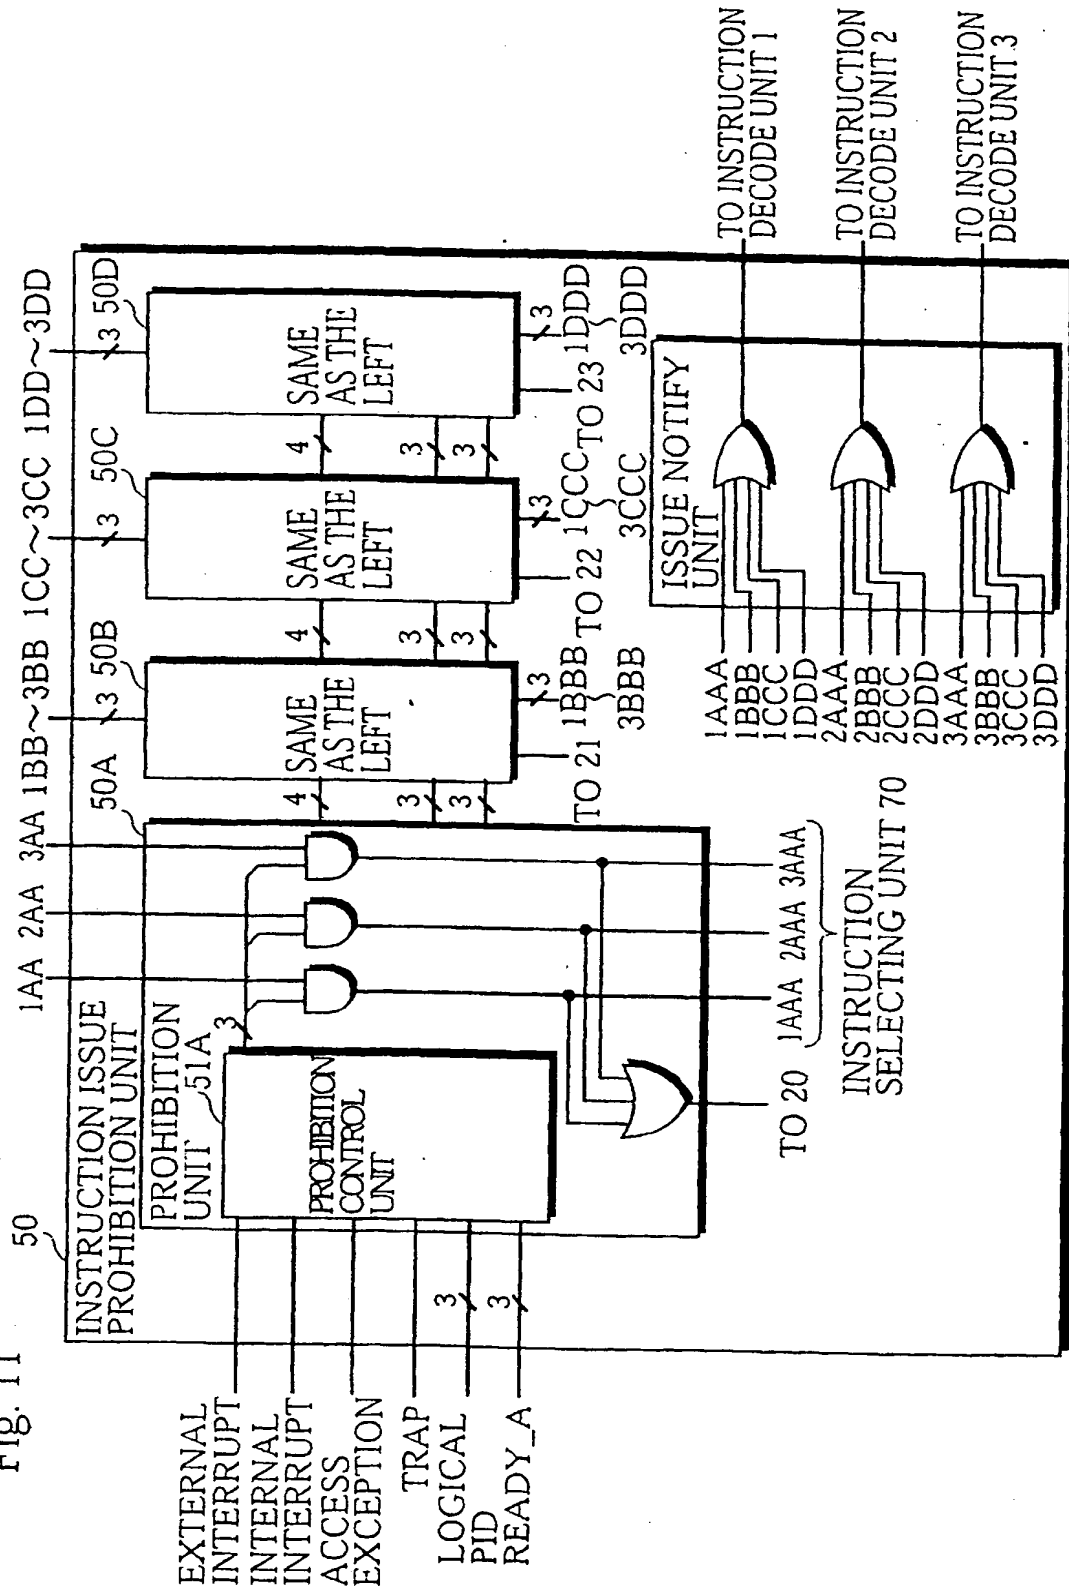 Fig. 11
50
INSTRUCTION ISSUE
PROHIBITION UNIT
1AA 2AA 3AA 1BB~3BB 1CC~3CC 1DD~3DD
50A
50B
50C
50D
3
3
3
PROHIBITION
UNIT
51A
3
PROHIBITION
CONTROL
UNIT
EXTERNAL
INTERRUPT
INTERNAL
INTERRUPT
ACCESS
EXCEPTION
TRAP
LOGICAL
PID
3
READY_A
3
4
3
3
SAME
AS THE
LEFT
4
3
3
SAME
AS THE
LEFT
4
3
3
SAME
AS THE
LEFT
TO 20
1AAA 2AAA 3AAA
INSTRUCTION
SELECTING UNIT 70
TO 21
3
1BBB~
3BBB
TO 22
3
1CCC~
3CCC
TO 23
3
1DDD~
3DDD
ISSUE NOTIFY
UNIT
1AAA
1BBB
1CCC
1DDD
2AAA
2BBB
2CCC
2DDD
3AAA
3BBB
3CCC
3DDD
TO INSTRUCTION
DECODE UNIT 1
TO INSTRUCTION
DECODE UNIT 2
TO INSTRUCTION
DECODE UNIT 3